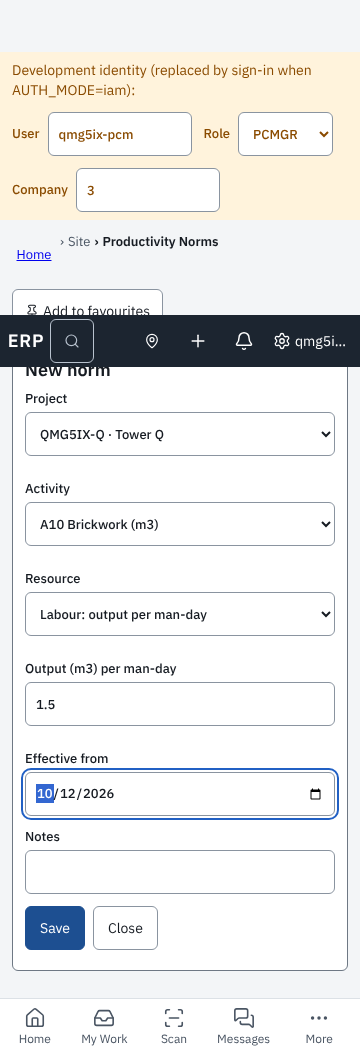 Development identity (replaced by sign-in when
AUTH_MODE=iam):
User
qmg5ix-pcm
Role
PCMGR
Company
3
› Site › Productivity Norms
Home
Add to favourites
ERP
qmg5i...
New norm
Project
QMG5IX-Q · Tower Q
Activity
A10 Brickwork (m3)
Resource
Labour: output per man-day
Output (m3) per man-day
1.5
Effective from
10/12/2026
Notes
Save
Close
Home
My Work
Scan
Messages
More